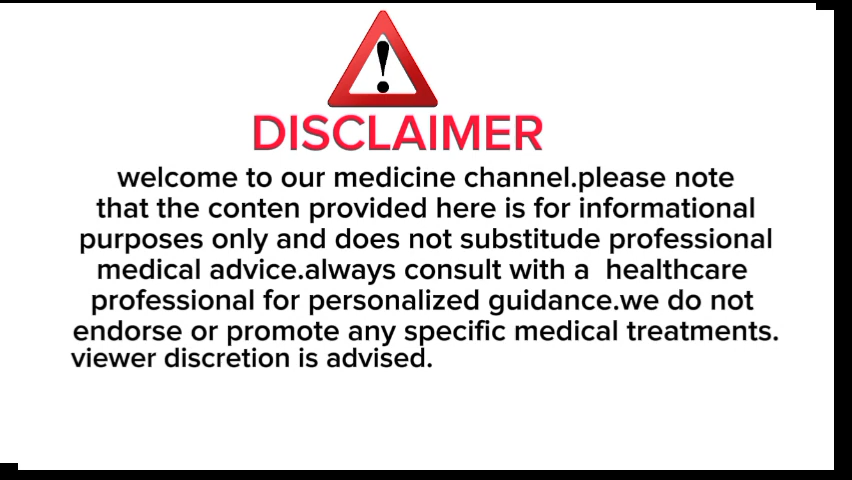 DISCLAIMER
welcome to our medicine channel.please note
that the conten provided here is for informational
purposes only and does not substitude professional
medical advice.always consult with a  healthcare
professional for personalized guidance.we do not
endorse or promote any specific medical treatments.
viewer discretion is advised.